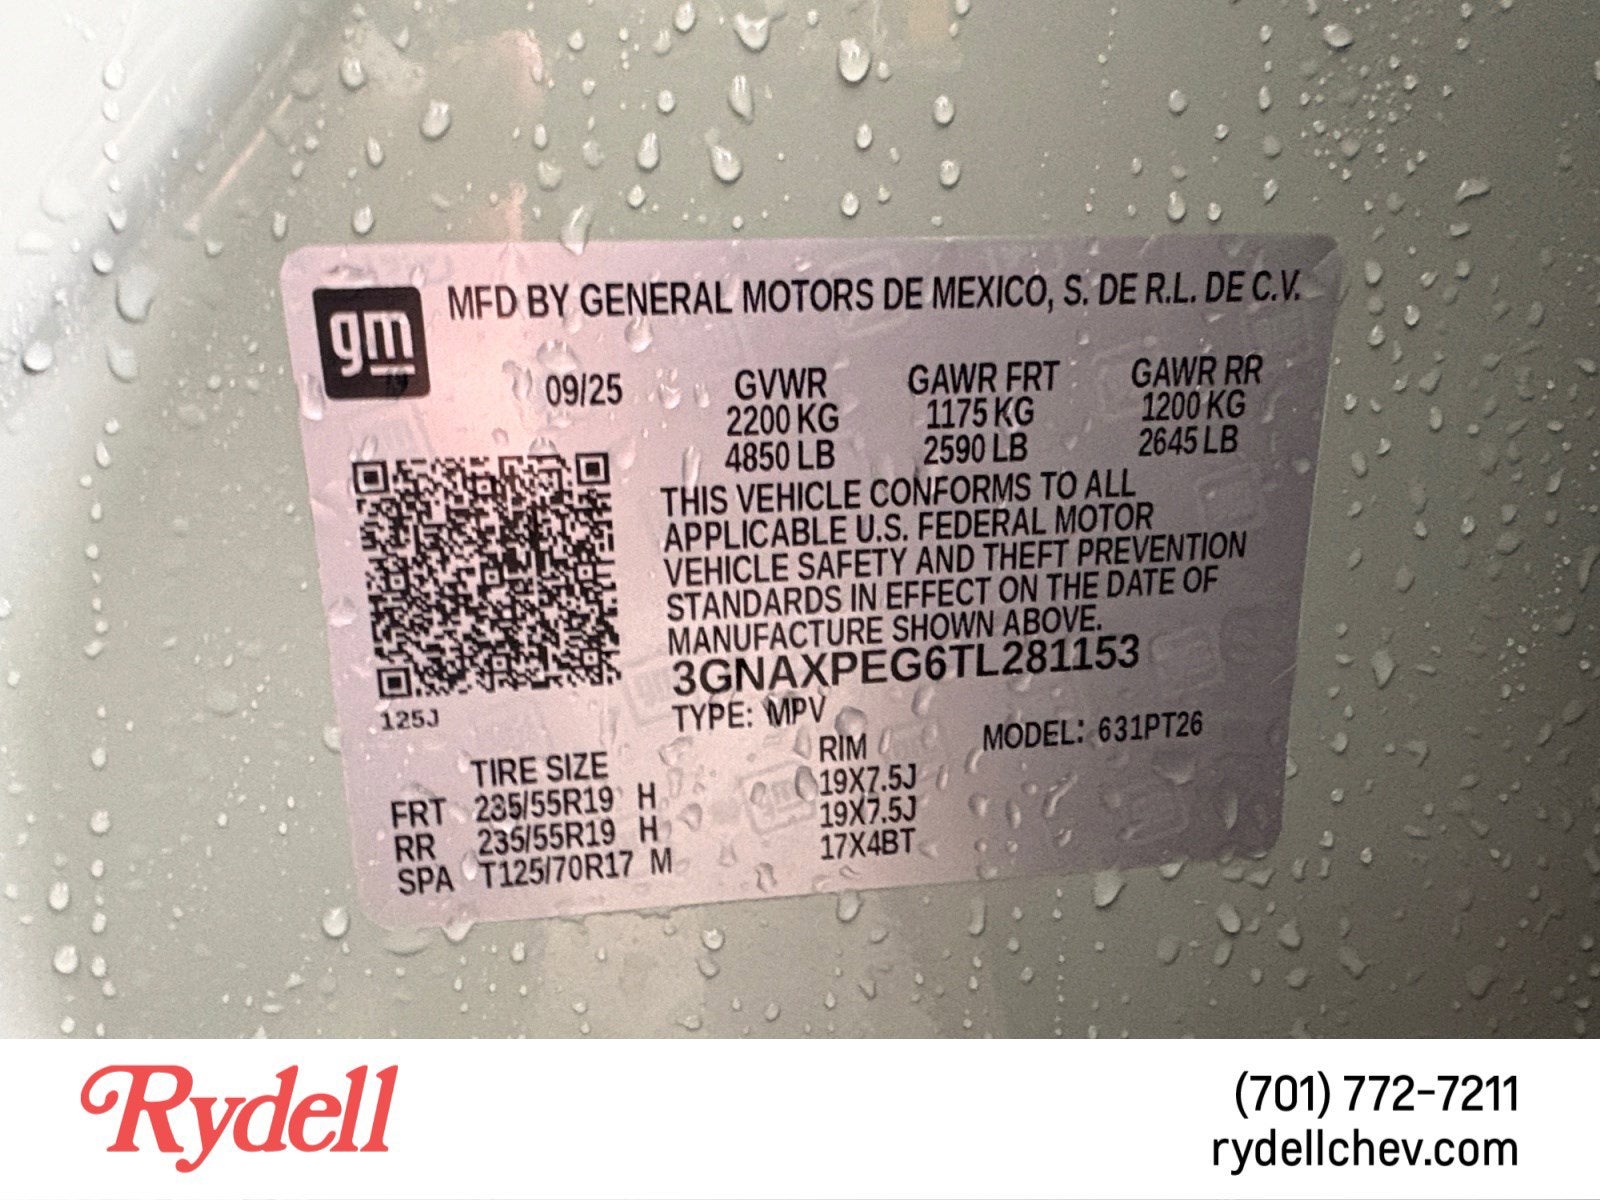 gm
MFD BY GENERAL MOTORS DE MEXICO, S. DE R.L. DE C.V.
09/25 GVWR GAWR FRT GAWR RR
2200 KG 1175 KG 1200 KG
4850 LB 2590 LB 2645 LB
THIS VEHICLE CONFORMS TO ALL
APPLICABLE U.S. FEDERAL MOTOR
VEHICLE SAFETY AND THEFT PREVENTION
STANDARDS IN EFFECT ON THE DATE OF
MANUFACTURE SHOWN ABOVE.
3GNAXPEG6TL281153
125J
TYPE: MPV MODEL: 631PT26
TIRE SIZE RIM
FRT 235/55R19 H 19X7.5J
RR 235/55R19 H 19X7.5J
SPA T125/70R17 M 17X4BT
Rydell
(701) 772-7211
rydellchev.com